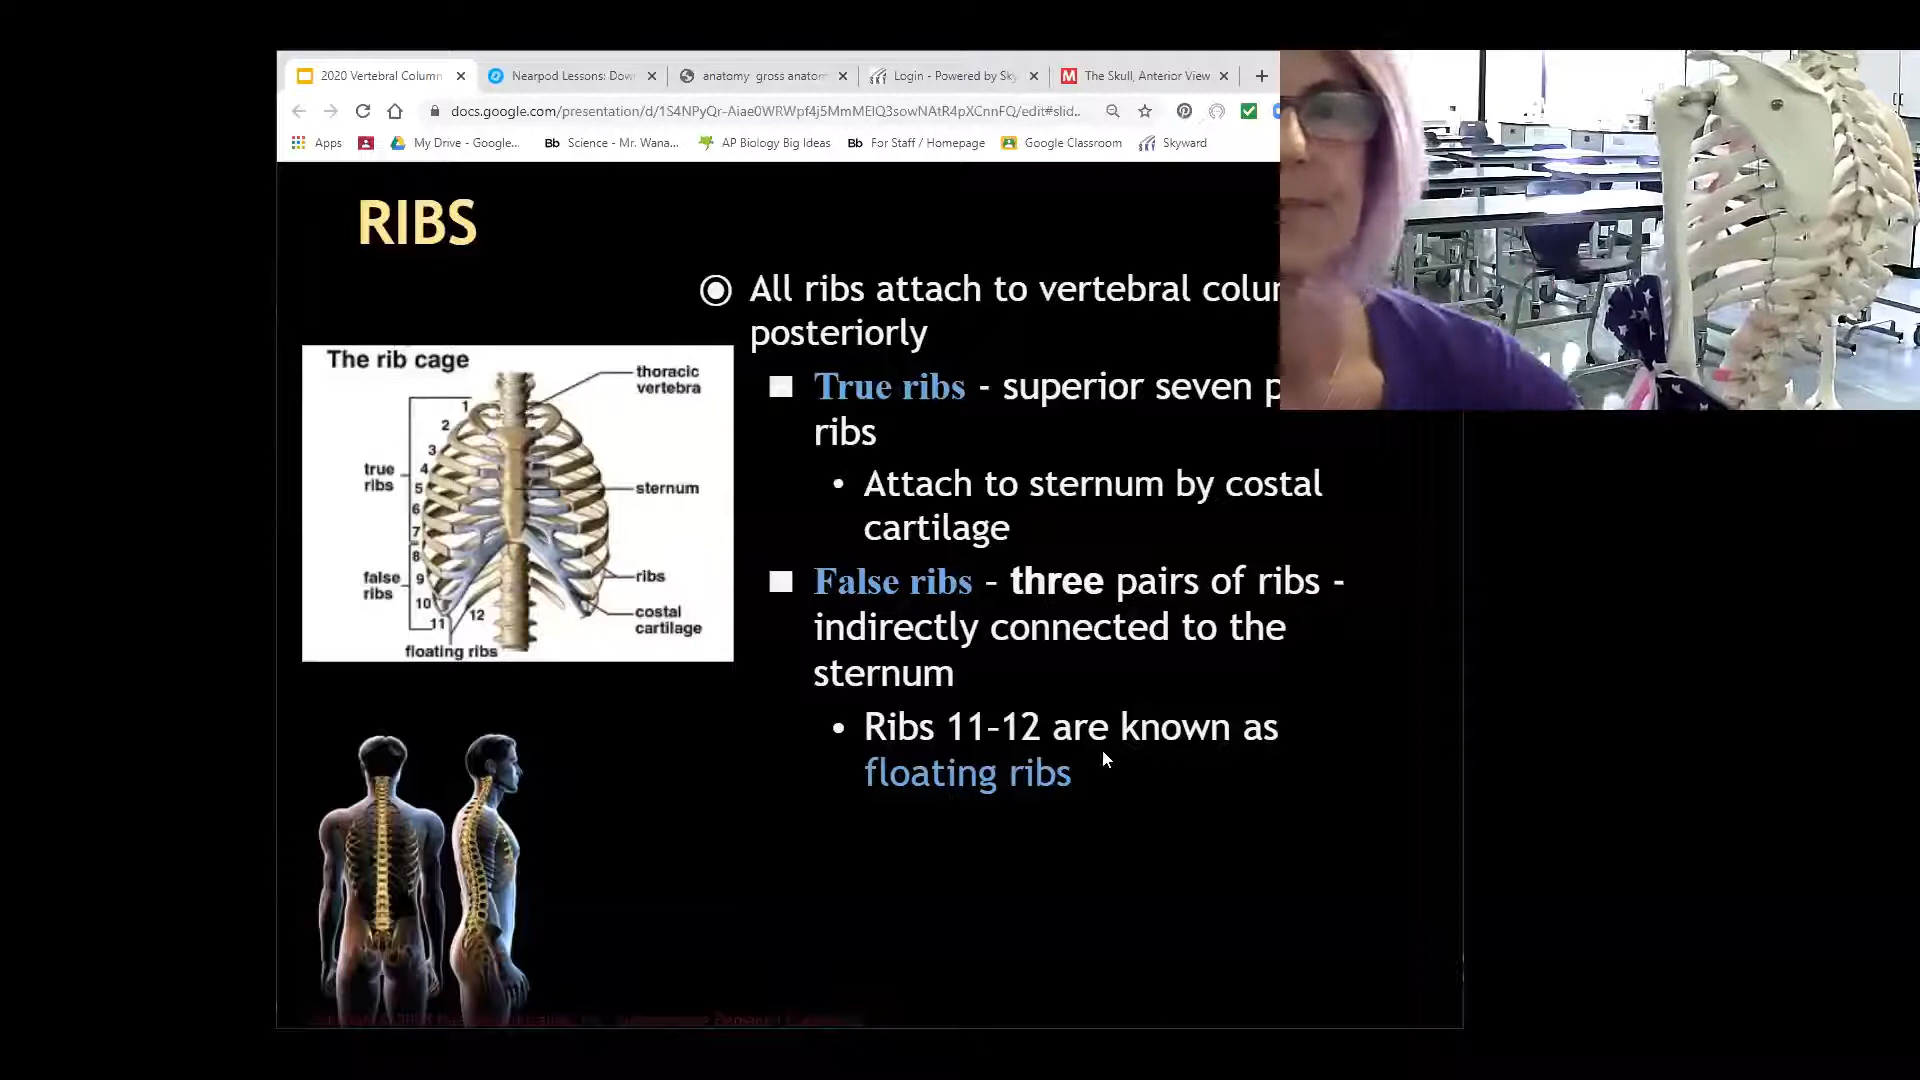 2020 Vertebral Column
Nearpod Lessons: Dow
anatomy gross anatom
Login - Powered by Sky
The Skull, Anterior View
docs.google.com/presentation/d/1S4NPyQr-Aiae0WRWpf4j5MmMElQ3sowNAtR4pXCnnFQ/edit#slid..
Apps
My Drive - Google...
Bb Science - Mr. Wana...
AP Biology Big Ideas
Bb For Staff / Homepage
Google Classroom
Skyward
RIBS
All ribs attach to vertebral colu
posteriorly
True ribs - superior seven p
ribs
• Attach to sternum by costal
cartilage
False ribs – three pairs of ribs -
indirectly connected to the
sternum
• Ribs 11–12 are known as
floating ribs
The rib cage
thoracic
vertebra
1
2
3
4
5
6
7
8
9
10
11
12
true
ribs
sternum
false
ribs
ribs
costal
cartilage
floating ribs